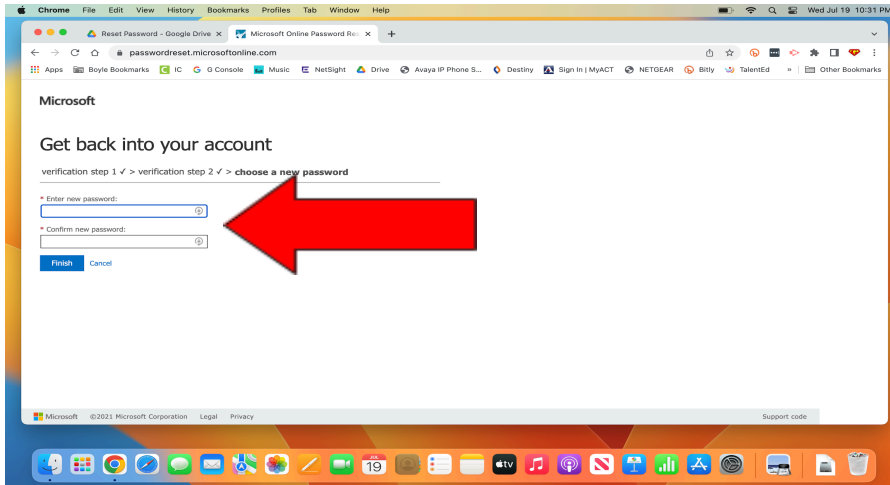 Chrome File Edit View History Bookmarks Profiles Tab Window Help Wed Jul 19 10:31 PM
Reset Password - Google Drive Microsoft Online Password Res
passwordreset.microsoftonline.com
Apps Boyle Bookmarks IC G Console Music NetSight Drive Avaya IP Phone S... Destiny Sign In | MyACT NETGEAR Bitly TalentEd » Other Bookmarks
Microsoft
Get back into your account
verification step 1 ✓ > verification step 2 ✓ > choose a new password
* Enter new password:
* Confirm new password:
Finish Cancel
Microsoft ©2021 Microsoft Corporation Legal Privacy Support code
JUL
19
tv